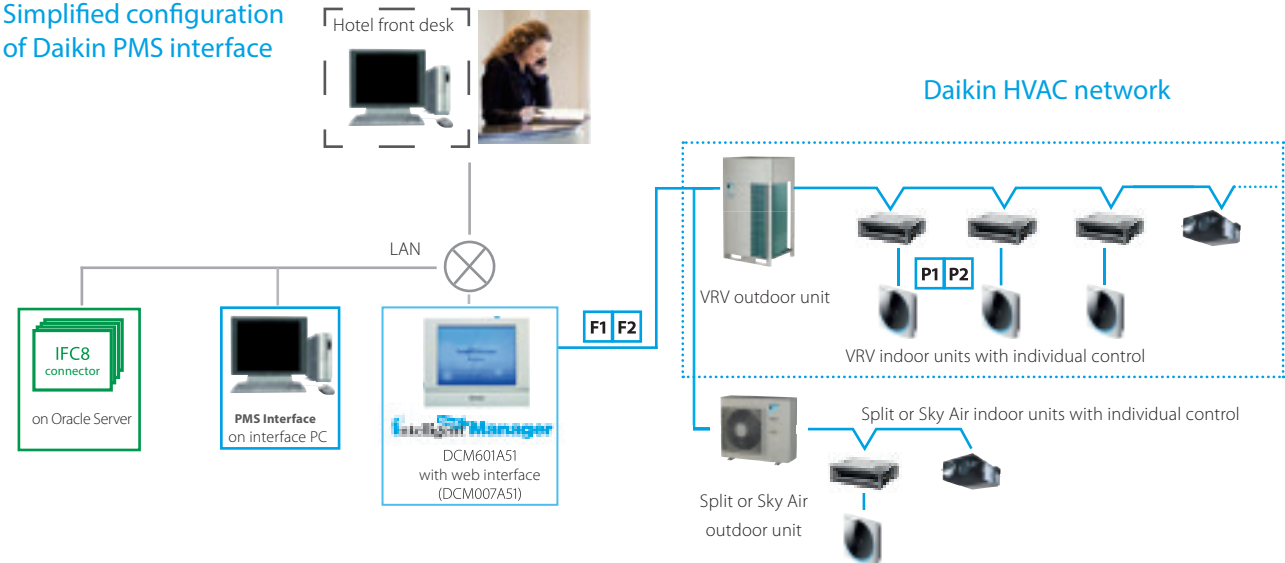 Simplified configuration
of Daikin PMS interface
Hotel front desk
Daikin HVAC network
LAN
F1 F2
P1 P2
VRV outdoor unit
VRV indoor units with individual control
IFC8
connector
on Oracle Server
PMS Interface
on interface PC
intelligent Manager
DCM601A51
with web interface
(DCM007A51)
Split or Sky Air indoor units with individual control
Split or Sky Air
outdoor unit